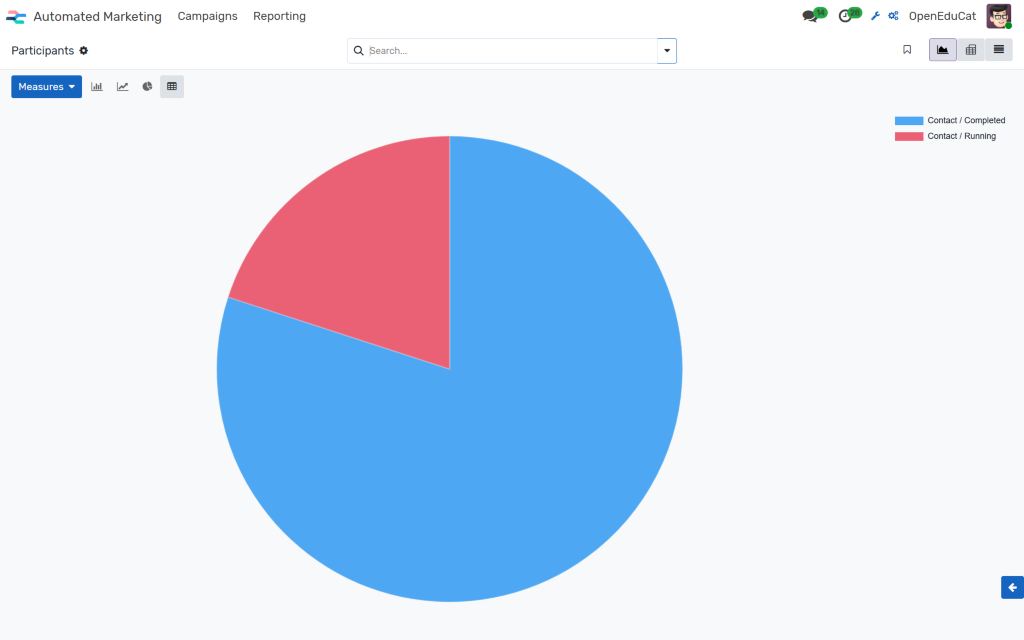 Automated Marketing Campaigns Reporting 14 28 OpenEduCat
Participants Search...
Measures
Contact / Completed
Contact / Running